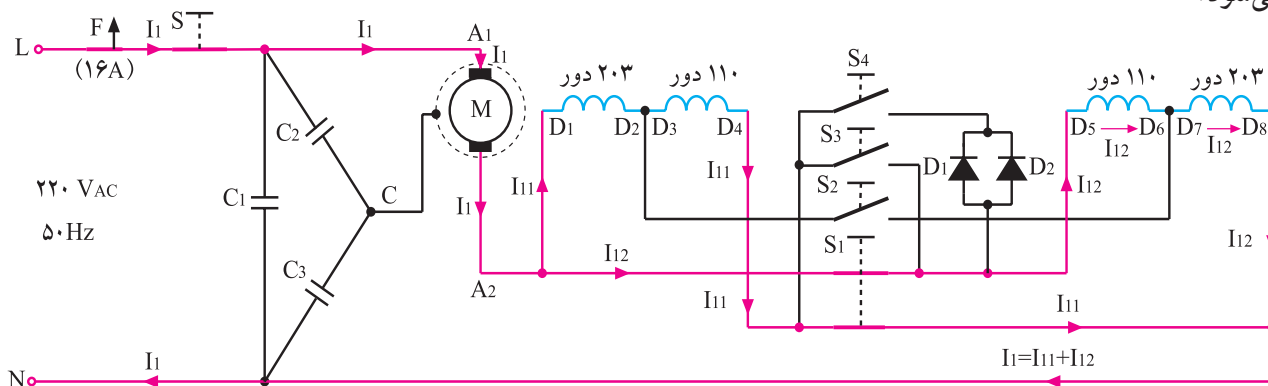 ی‌شود.
L F I1 S I1 A1 I1
(۱۶A)
۲۰۳ دور ۱۱۰ دور S4 ۱۱۰ دور ۲۰۳ دور
M D1 D2 D3 D4 D5 D6 D7 D8
I12 I12
C2 S3
C1 C I11 I11 S2 D1 D2 I12
۲۲۰ VAC
۵۰Hz
I1 S1 I12
C3 I12
A2 I11 I11
I1 I1=I11+I12
N